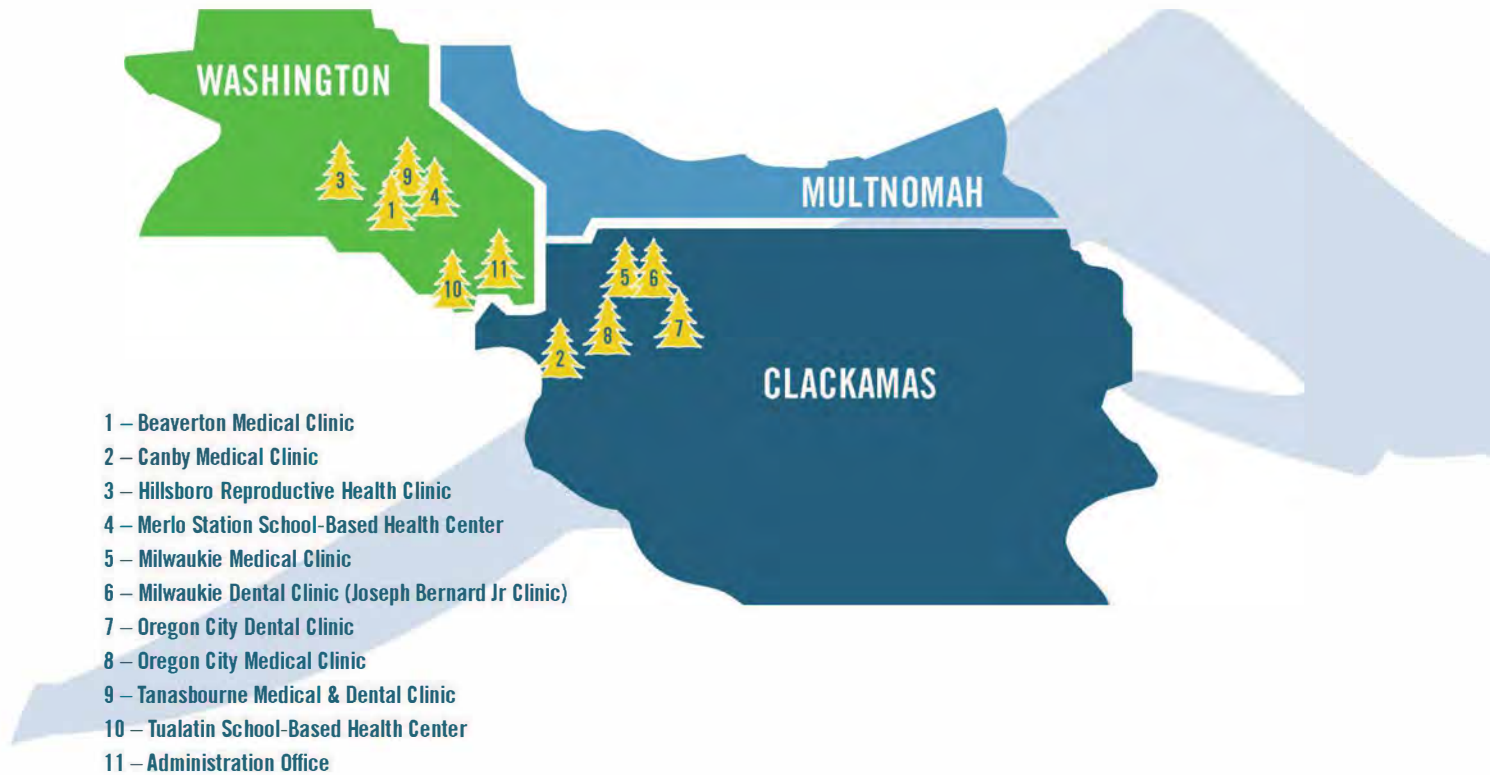 WASHINGTON
MULTNOMAH
3
9
4
1
11
10
5
6
7
8
2
CLACKAMAS
1 – Beaverton Medical Clinic
2 – Canby Medical Clinic
3 – Hillsboro Reproductive Health Clinic
4 – Merlo Station School-Based Health Center
5 – Milwaukie Medical Clinic
6 – Milwaukie Dental Clinic (Joseph Bernard Jr Clinic)
7 – Oregon City Dental Clinic
8 – Oregon City Medical Clinic
9 – Tanasbourne Medical & Dental Clinic
10 – Tualatin School-Based Health Center
11 – Administration Office